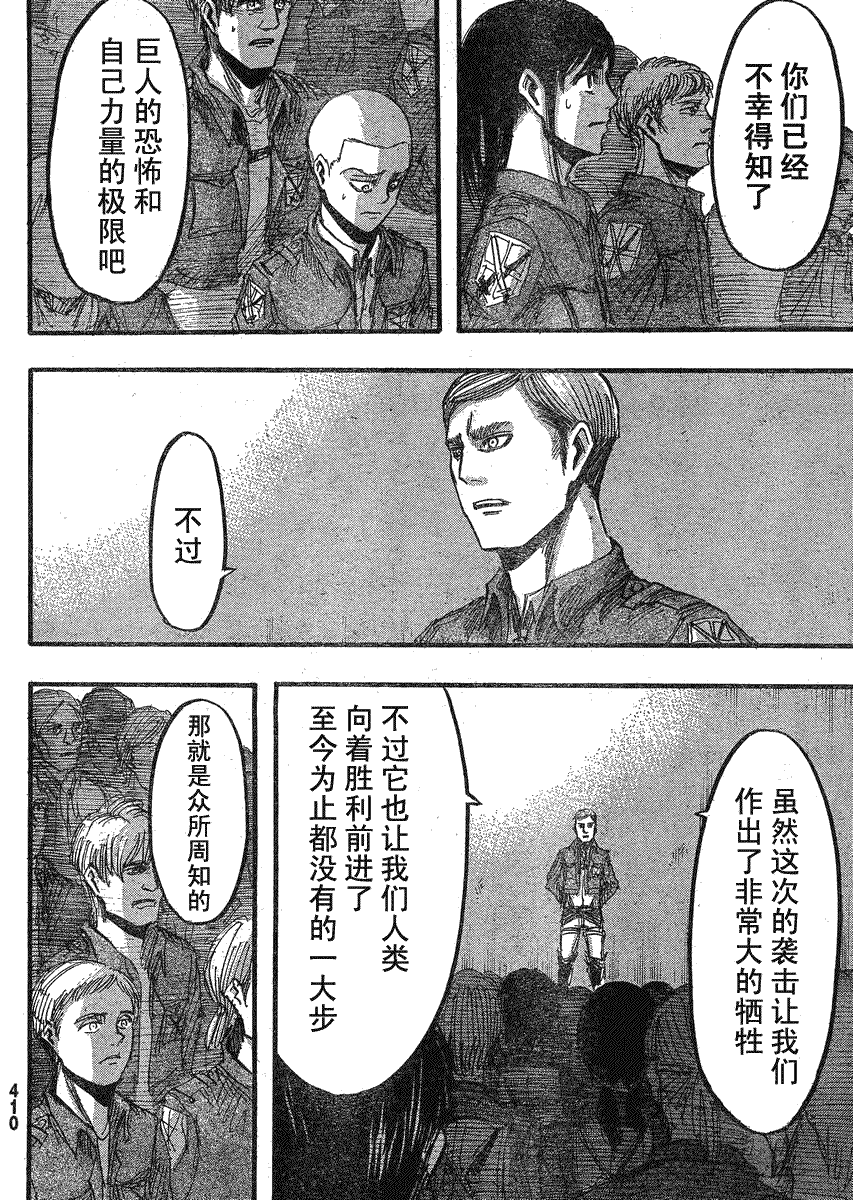 你们已经
不幸得知了
巨人的恐怖和
自己力量的极限吧
不过
虽然这次的袭击让我们
作出了非常大的牺牲
不过它也让我们人类
向着胜利前进了
至今为止都没有的一大步
那就是众所周知的
410